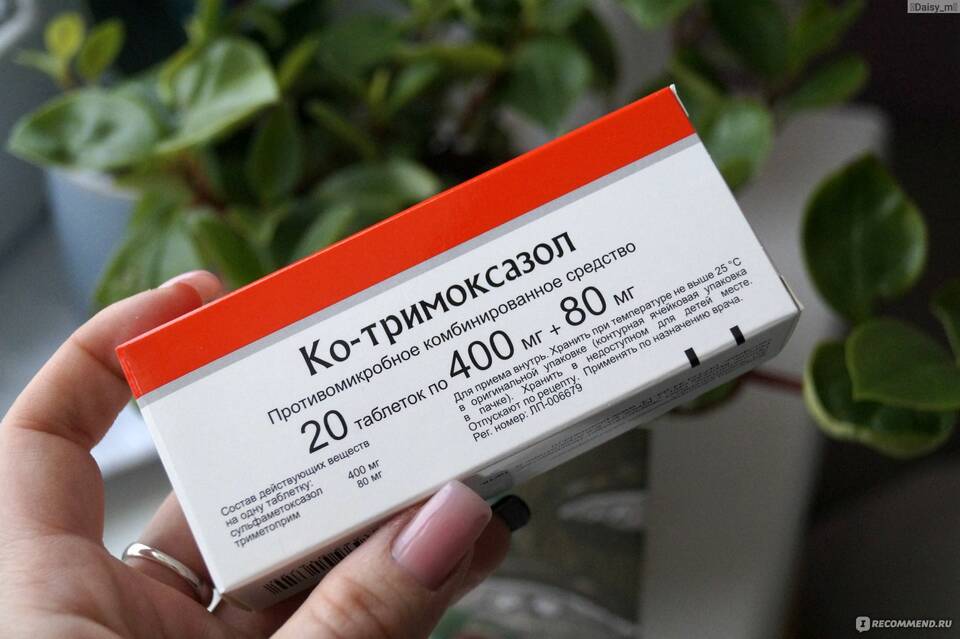 Daisy_m
Ко-тримоксазол
Противомикробное комбинированное средство
20 таблеток по 400 мг + 80 мг
Состав действующих веществ
на одну таблетку:
сульфаметоксазол 400 мг
триметоприм 80 мг
Для приема внутрь. Хранить при температуре не выше 25 °C
в оригинальной упаковке (контурная ячейковая упаковка
в пачке). Хранить в недоступном для детей месте.
Отпускают по рецепту. Применять по назначению врача.
Рег. номер: ЛП-006679
I RECOMMEND.RU